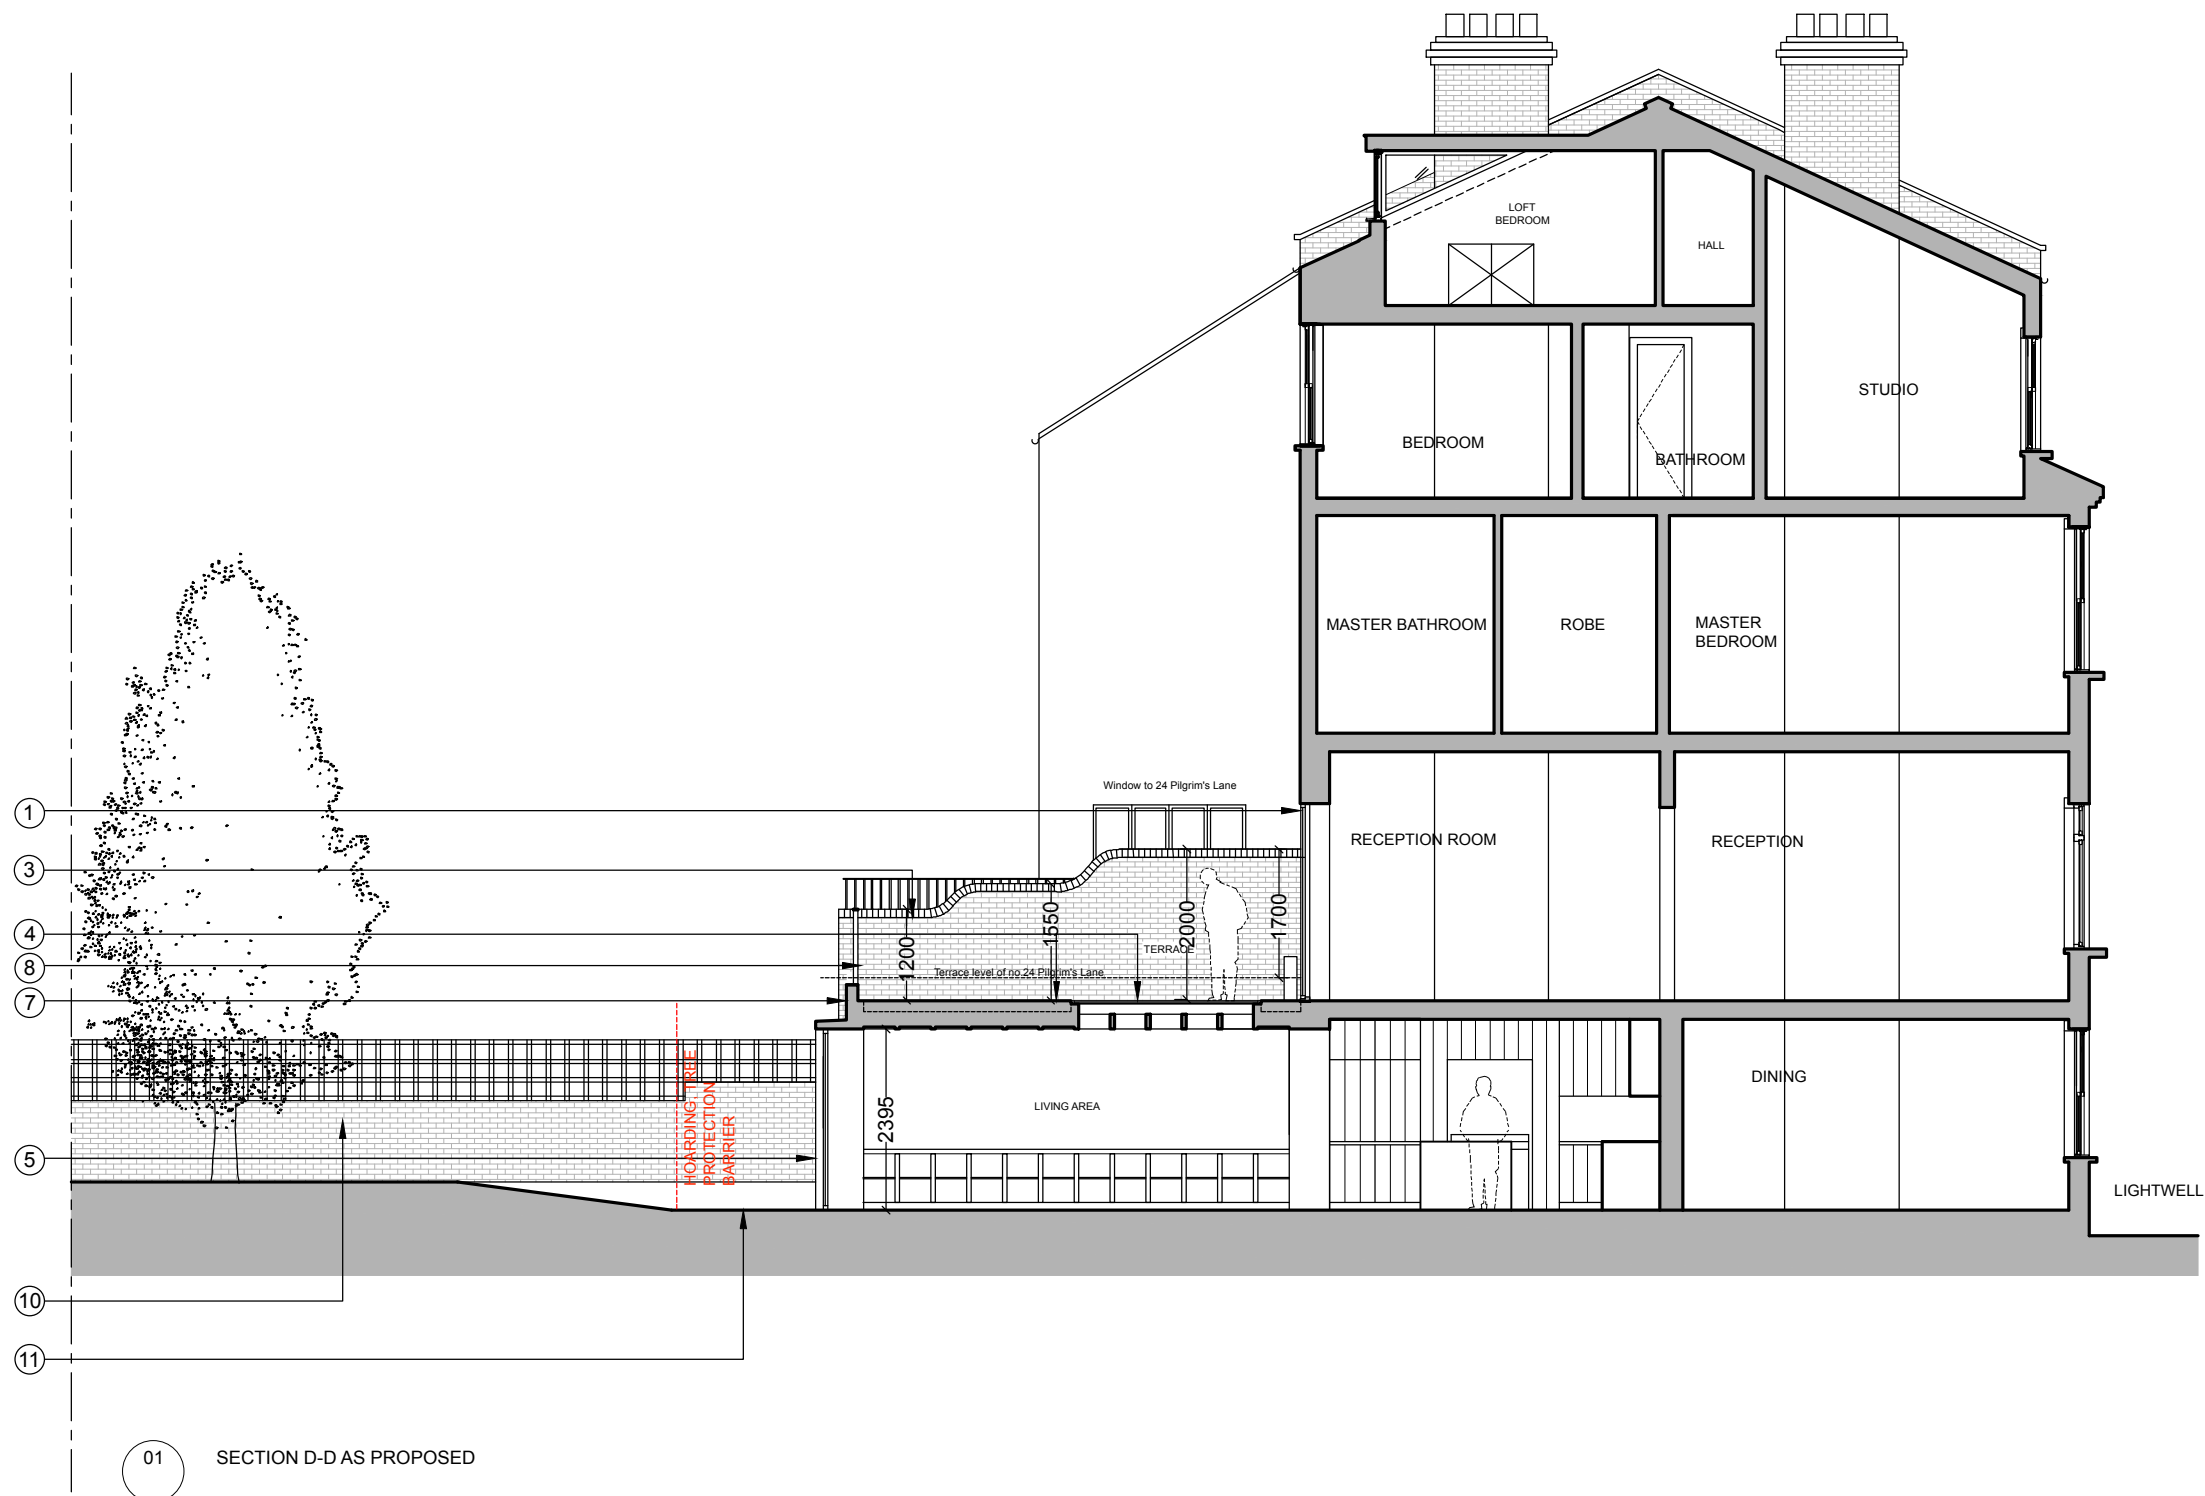 LOFT
BEDROOM
HALL
STUDIO
BEDROOM
BATHROOM
MASTER BATHROOM
ROBE
MASTER
BEDROOM
Window to 24 Pilgrim's Lane
1
RECEPTION ROOM
RECEPTION
3
4
8
7
1200
1550
2000
1700
TERRACE
Terrace level of no.24 Pilgrim's Lane
HOARDING, TREE
PROTECTION
BARRIER
2395
LIVING AREA
DINING
5
LIGHTWELL
10
11
01
SECTION D-D AS PROPOSED